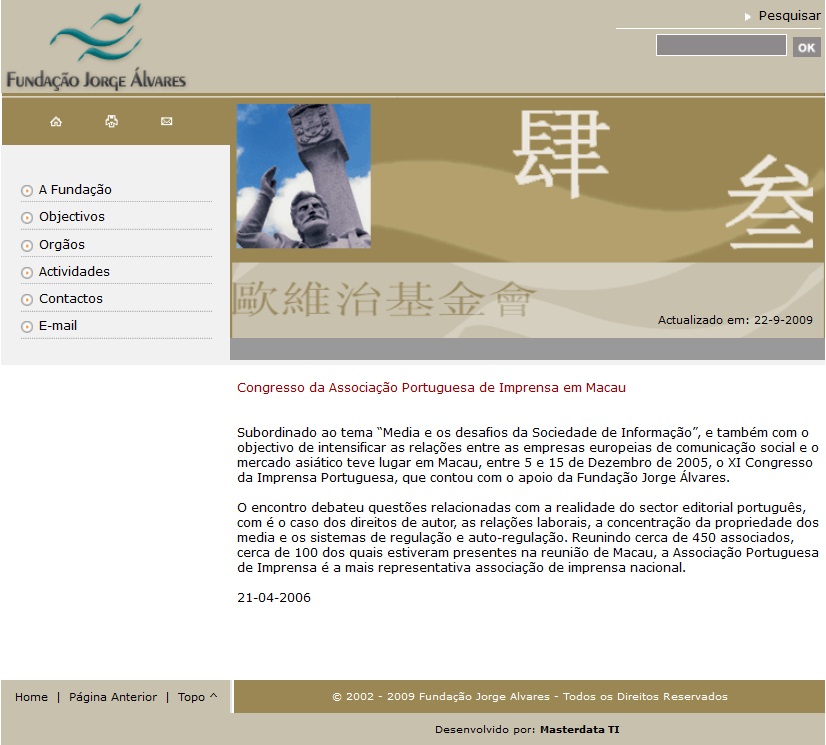 Pesquisar
OK
Fundação Jorge Álvares
肆
叁
A Fundação
Objectivos
Orgãos
Actividades
Contactos
E-mail
歐維治基金會
Actualizado em: 22-9-2009
Congresso da Associação Portuguesa de Imprensa em Macau
Subordinado ao tema “Media e os desafios da Sociedade de Informação”, e também com o
objectivo de intensificar as relações entre as empresas europeias de comunicação social e o
mercado asiático teve lugar em Macau, entre 5 e 15 de Dezembro de 2005, o XI Congresso
da Imprensa Portuguesa, que contou com o apoio da Fundação Jorge Álvares.
O encontro debateu questões relacionadas com a realidade do sector editorial português,
com é o caso dos direitos de autor, as relações laborais, a concentração da propriedade dos
media e os sistemas de regulação e auto-regulação. Reunindo cerca de 450 associados,
cerca de 100 dos quais estiveram presentes na reunião de Macau, a Associação Portuguesa
de Imprensa é a mais representativa associação de imprensa nacional.
21-04-2006
Home | Página Anterior | Topo ^
© 2002 - 2009 Fundação Jorge Alvares - Todos os Direitos Reservados
Desenvolvido por: Masterdata TI